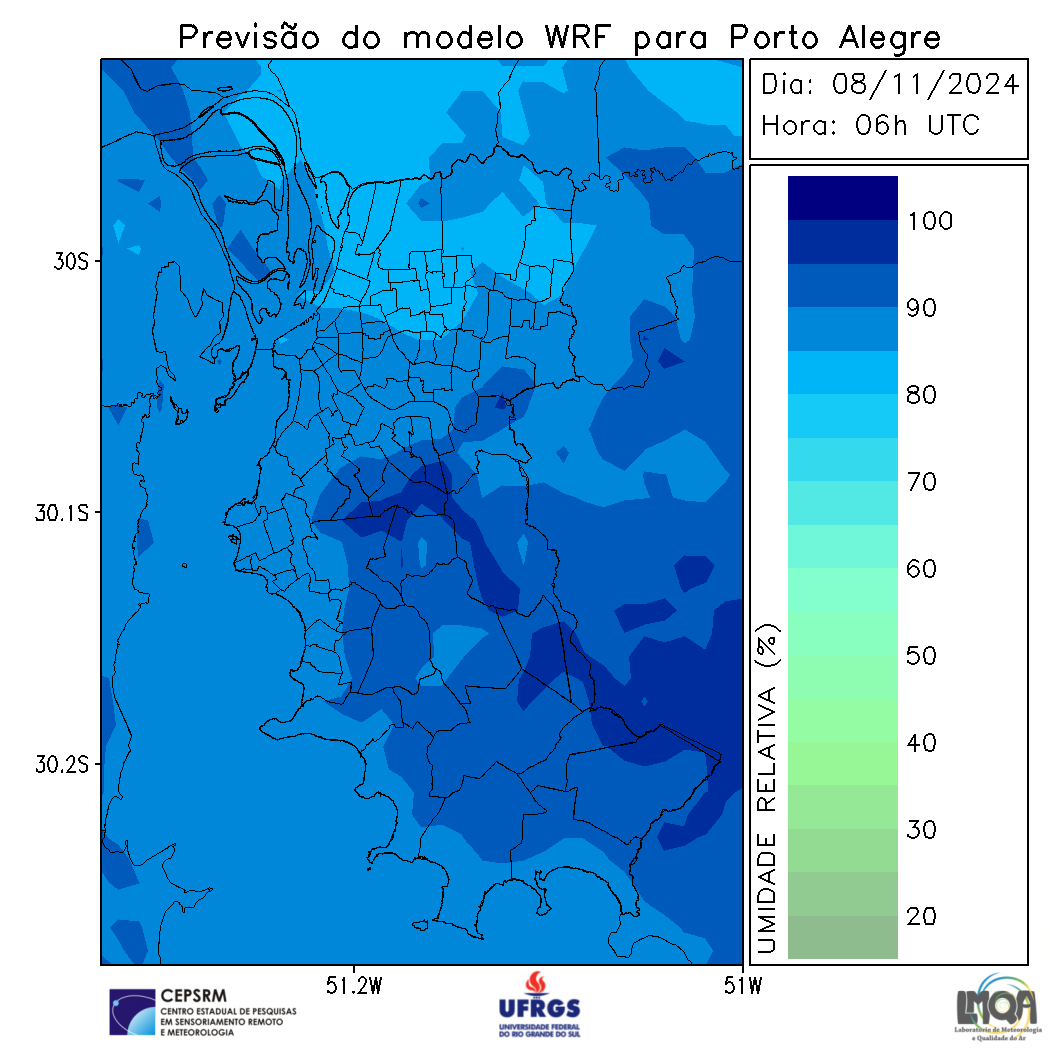 Previsão do modelo WRF para Porto Alegre
Dia: 08/11/2024
Hora: 06h UTC
30S
30.1S
30.2S
51.2W
51W
UMIDADE RELATIVA (%)
100
90
80
70
60
50
40
30
20
CEPSRM
CENTRO ESTADUAL DE PESQUISAS
EM SENSORIAMENTO REMOTO
E METEOROLOGIA
UFRGS
UNIVERSIDADE FEDERAL
DO RIO GRANDE DO SUL
LMQA
Laboratório de Meteorologia
e Qualidade do Ar